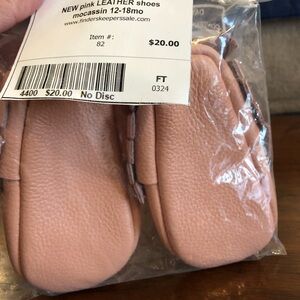 NEW pink LEATHER shoes
mocassin 12-18mo
www.finderskeeperssale.com
Item #:
82
$20.00
FT
0324
4400 $20.00 No Disc